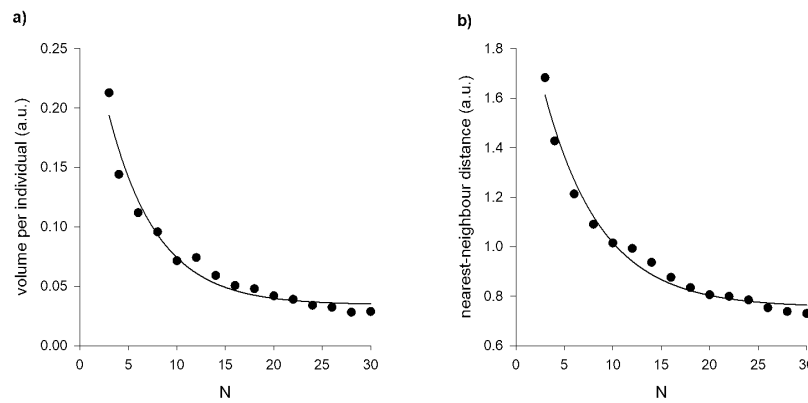 a)
volume per individual (a.u.)
0.25
0.20
0.15
0.10
0.05
0.00
0 5 10 15 20 25 30
N
b)
nearest-neighbour distance (a.u.)
1.8
1.6
1.4
1.2
1.0
0.8
0.6
0 5 10 15 20 25 30
N